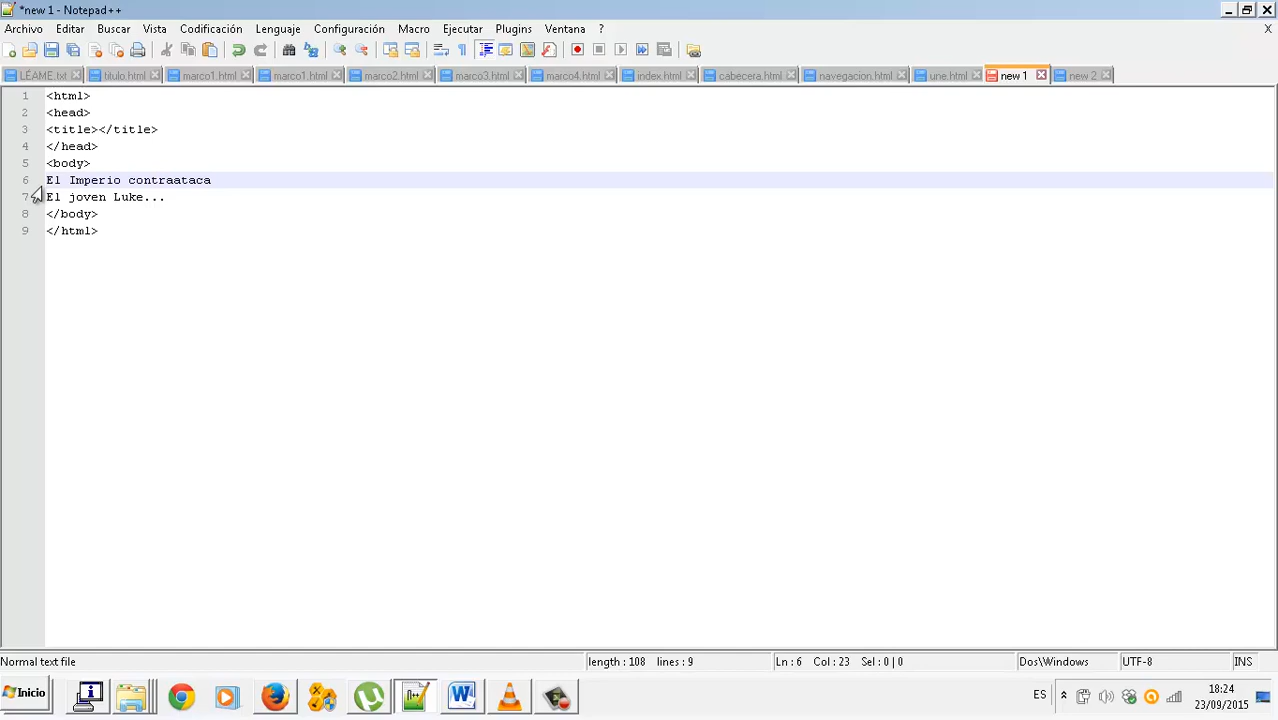 *new 1 - Notepad++
Archivo Editar Buscar Vista Codificación Lenguaje Configuración Macro Ejecutar Plugins Ventana ? X
LÉAME.txt titulo.html marco1.html marco1.html marco2.html marco3.html marco4.html index.html cabecera.html navegacion.html une.html new 1 new 2
1 <html>
2 <head>
3 <title></title>
4 </head>
5 <body>
6 El Imperio contraataca
7 El joven Luke...
8 </body>
9 </html>
Normal text file length : 108 lines : 9 Ln : 6 Col : 23 Sel : 0 | 0 Dos\Windows UTF-8 INS
Inicio ES 18:24
23/09/2015